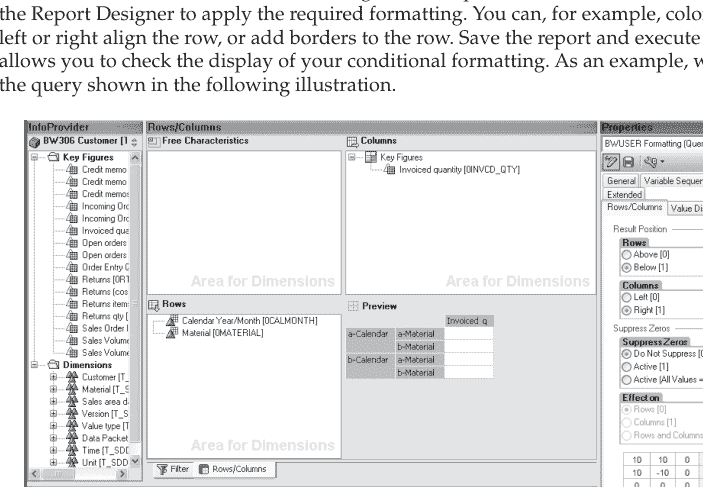 the Report Designer to apply the required formatting. You can, for example, colo
left or right align the row, or add borders to the row. Save the report and execute
allows you to check the display of your conditional formatting. As an example, w
the query shown in the following illustration.
InfoProvider
BW306 Customer [1
Key Figures
Credit memo
Credit memo
Credit memos
Incoming Orc
Incoming Orc
Invoiced qua
Open orders
Open orders
Order Entry Q
Returns [0RT
Returns (cos
Returns items
Returns qty [
Sales Order I
Sales Volume
Sales Volume
Dimensions
Customer [T_
Material [T_S
Sales area d
Version [T_S
Value type [T
Data Packet
Time [T_SDD
Unit [T_SDD
Rows/Columns
Free Characteristics
Area for Dimensions
Columns
Key Figures
Invoiced quantity [0INVCD_QTY]
Area for Dimensions
Rows
Calendar Year/Month [0CALMONTH]
Material [0MATERIAL]
Area for Dimensions
Preview
Invoiced_q
a-Calendar a-Material
b-Material
b-Calendar a-Material
b-Material
Filter Rows/Columns
Properties
BWUSER Formatting (Quer
General Variable Sequen
Extended
Rows/Columns Value Dis
Result Position
Rows
Above [0]
Below [1]
Columns
Left [0]
Right [1]
Suppress Zeros
Suppress Zeros
Do Not Suppress [0
Active [1]
Active (All Values =
Effect on
Rows [0]
Columns [1]
Rows and Columns
10 10 0
10 -10 0
0 0 0